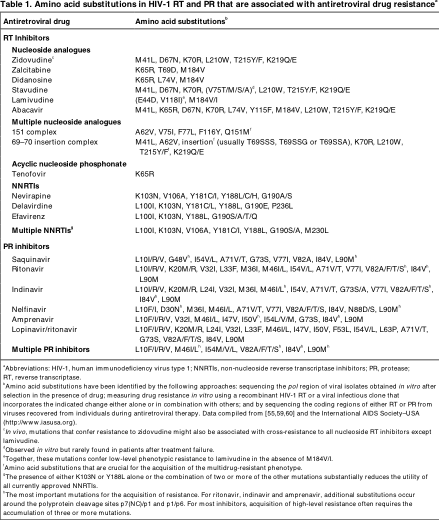 Table 1. Amino acid substitutions in HIV-1 RT and PR that are associated with antiretroviral drug resistance^a
Antiretroviral drug Amino acid substitutions^b
RT Inhibitors
Nucleoside analogues
Zidovudine^c M41L, D67N, K70R, L210W, T215Y/F, K219Q/E
Zalcitabine K65R, T69D, M184V
Didanosine K65R, L74V, M184V
Stavudine M41L, D67N, K70R, (V75T/M/S/A)^d, L210W, T215Y/F, K219Q/E
Lamivudine (E44D, V118I)^e, M184V/I
Abacavir M41L, D67N, K70R, L74V, Y115F, M184V, L210W, T215Y/F, K219Q/E
Multiple nucleoside analogues
151 complex A62V, V75I, F77L, F116Y, Q151M^f
69–70 insertion complex M41L, A62V, insertion^f (usually T69SSS, T69SSG or T69SSA), K70R, L210W,
T215Y/F^f, K219Q/E
Acyclic nucleoside phosphonate
Tenofovir K65R
NNRTIs
Nevirapine K103N, V106A, Y181C/I, Y188L/C/H, G190A/S
Delavirdine L100I, K103N, Y181C/L, Y188L, G190E, P236L
Efavirenz L100I, K103N, Y188L, G190S/A/T/Q
Multiple NNRTIs^g L100I, K103N, V106A, Y181C/I, Y188L, G190S/A, M230L
PR inhibitors
Saquinavir L10I/R/V, G48V^h, I54V/L, A71V/T, G73S, V77I, V82A, I84V, L90M^h
Ritonavir L10I/R/V, K20M/R, V32I, L33F, M36I, M46I/L, I54V/L, A71V/T, V77I, V82A/F/T/S^h, I84V^h,
L90M
Indinavir L10I/R/V, K20M/R, L24I, V32I, M36I, M46I/L^h, I54V, A71V/T, G73S/A, V77I, V82A/F/T/S^h,
I84V^h, L90M
Nelfinavir L10F/I, D30N^h, M36I, M46I/L, A71V/T, V77I, V82A/F/T/S, I84V, N88D/S, L90M^h
Amprenavir L10F/I/R/V, V32I, M46I/L, I47V, I50V^h, I54L/V/M, G73S, I84V^h, L90M
Lopinavir/ritonavir L10F/I/R/V, K20M/R, L24I, V32I, L33F, M46I/L, I47V, I50V, F53L, I54V/L, L63P, A71V/T,
G73S, V82A/F/T/S, I84V, L90M
Multiple PR inhibitors L10F/I/R/V, M46I/L^h, I54M/V/L, V82A/F/T/S^h, I84V^h, L90M^h
^aAbbreviations: HIV-1, human immunodeficiency virus type 1; NNRTIs, non-nucleoside reverse transcriptase inhibitors; PR, protease;
RT, reverse transcriptase.
^bAmino acid substitutions have been identified by the following approaches: sequencing the pol region of viral isolates obtained in vitro after
selection in the presence of drug; measuring drug resistance in vitro using a recombinant HIV-1 RT or a viral infectious clone that
incorporates the indicated change either alone or in combination with others; and by sequencing the coding regions of either RT or PR from
viruses recovered from individuals during antiretroviral therapy. Data compiled from [55,59,60] and the International AIDS Society–USA
(http://www.iasusa.org).
^cIn vivo, mutations that confer resistance to zidovudine might also be associated with cross-resistance to all nucleoside RT inhibitors except
lamivudine.
^dObserved in vitro but rarely found in patients after treatment failure.
^eTogether, these mutations confer low-level phenotypic resistance to lamivudine in the absence of M184V/I.
^fAmino acid substitutions that are crucial for the acquisition of the multidrug-resistant phenotype.
^gThe presence of either K103N or Y188L alone or the combination of two or more of the other mutations substantially reduces the utility of
all currently approved NNRTIs.
^hThe most important mutations for the acquisition of resistance. For ritonavir, indinavir and amprenavir, additional substitutions occur
around the polyprotein cleavage sites p7(NC)/p1 and p1/p6. For most inhibitors, acquisition of high-level resistance often requires the
accumulation of three or more mutations.